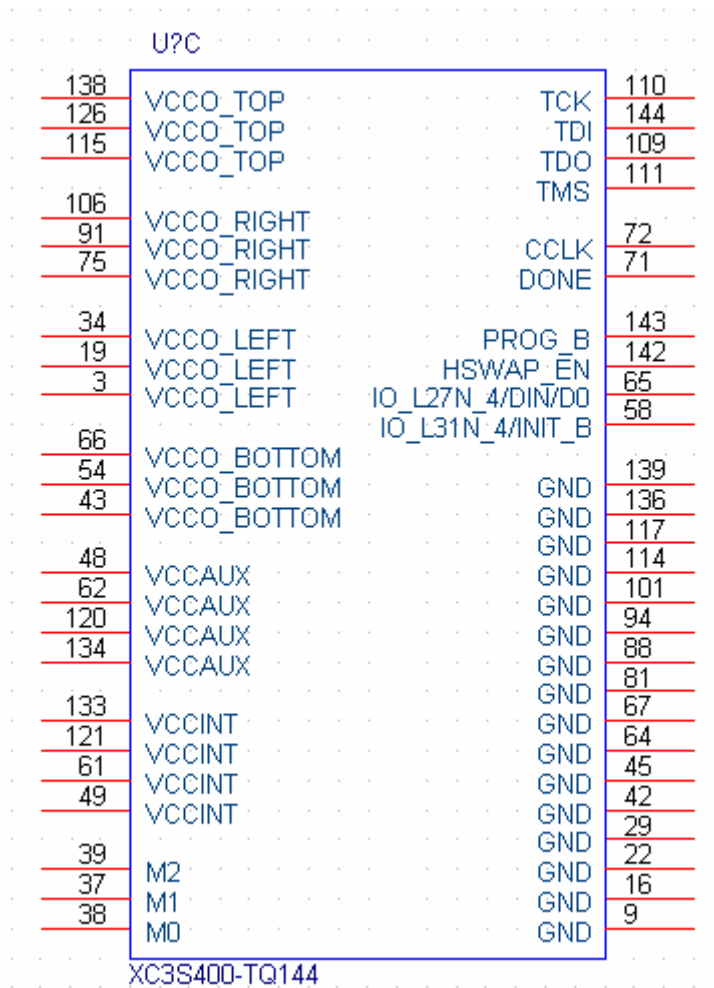 U?C
138 VCCO_TOP TCK 110
126 VCCO_TOP TDI 144
115 VCCO_TOP TDO 109
TMS 111
106 VCCO_RIGHT
91 VCCO_RIGHT CCLK 72
75 VCCO_RIGHT DONE 71
34 VCCO_LEFT PROG_B 143
19 VCCO_LEFT HSWAP_EN 142
3 VCCO_LEFT IO_L27N_4/DIN/D0 65
IO_L31N_4/INIT_B 58
66 VCCO_BOTTOM
54 VCCO_BOTTOM GND 139
43 VCCO_BOTTOM GND 136
GND 117
48 VCCAUX GND 114
62 VCCAUX GND 101
120 VCCAUX GND 94
134 VCCAUX GND 88
GND 81
133 VCCINT GND 67
121 VCCINT GND 64
61 VCCINT GND 45
49 VCCINT GND 42
GND 29
39 M2 GND 22
37 M1 GND 16
38 M0 GND 9
XC3S400-TQ144